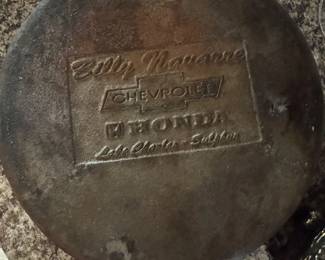 Billy Navarre
CHEVROLET
HONDA
Lake Charles - Sulphur